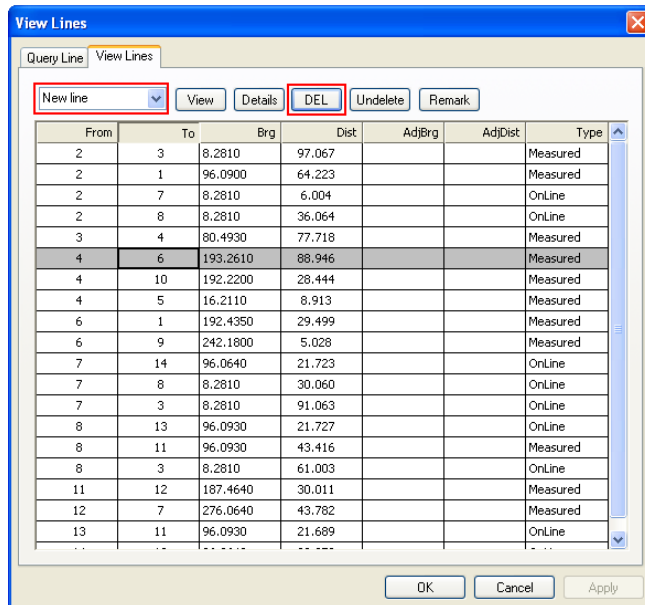 View Lines
Query Line View Lines
New line View Details DEL Undelete Remark
From To Brg Dist AdjBrg AdjDist Type
2 3 8.2810 97.067 Measured
2 1 96.0900 64.223 Measured
2 7 8.2810 6.004 OnLine
2 8 8.2810 36.064 OnLine
3 4 80.4930 77.718 Measured
4 6 193.2610 88.946 Measured
4 10 192.2200 28.444 Measured
4 5 16.2110 8.913 Measured
6 1 192.4350 29.499 Measured
6 9 242.1800 5.028 Measured
7 14 96.0640 21.723 OnLine
7 8 8.2810 30.060 OnLine
7 3 8.2810 91.063 OnLine
8 13 96.0930 21.727 OnLine
8 11 96.0930 43.416 Measured
8 3 8.2810 61.003 OnLine
11 12 187.4640 30.011 Measured
12 7 276.0640 43.782 Measured
13 11 96.0930 21.689 OnLine
OK Cancel Apply